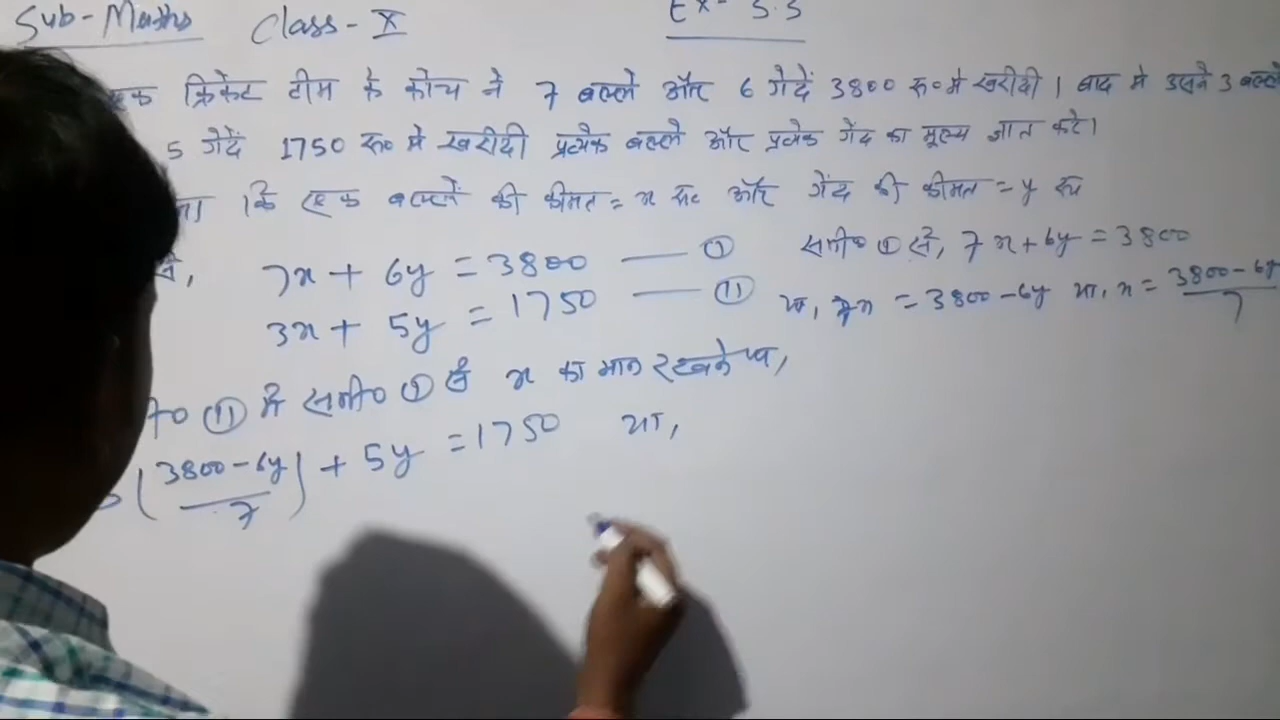 Sub- Maths Class- X Ex- 3.3
एक क्रिकेट टीम के कोच ने 7 बल्ले और 6 गेदें 3800 रू० मे खरीदी । बाद मे उसने 3 बल्ले
5 गेदें 1750 रू० मे खरीदी प्रत्येक बल्ले और प्रत्येक गेंद का मूल्य ज्ञात करे।
कि एक बल्लें की कीमत = x रू० और गेंद की कीमत = y रू
7x + 6y = 3800 — (I)
3x + 5y = 1750 — (II)
समी० (I) से, 7x + 6y = 3800
या, 7x = 3800 - 6y या, x = (3800 - 6y)/7
(II) में समी० (I) से x का मान रखने पर,
3((3800 - 6y)/7) + 5y = 1750 या,